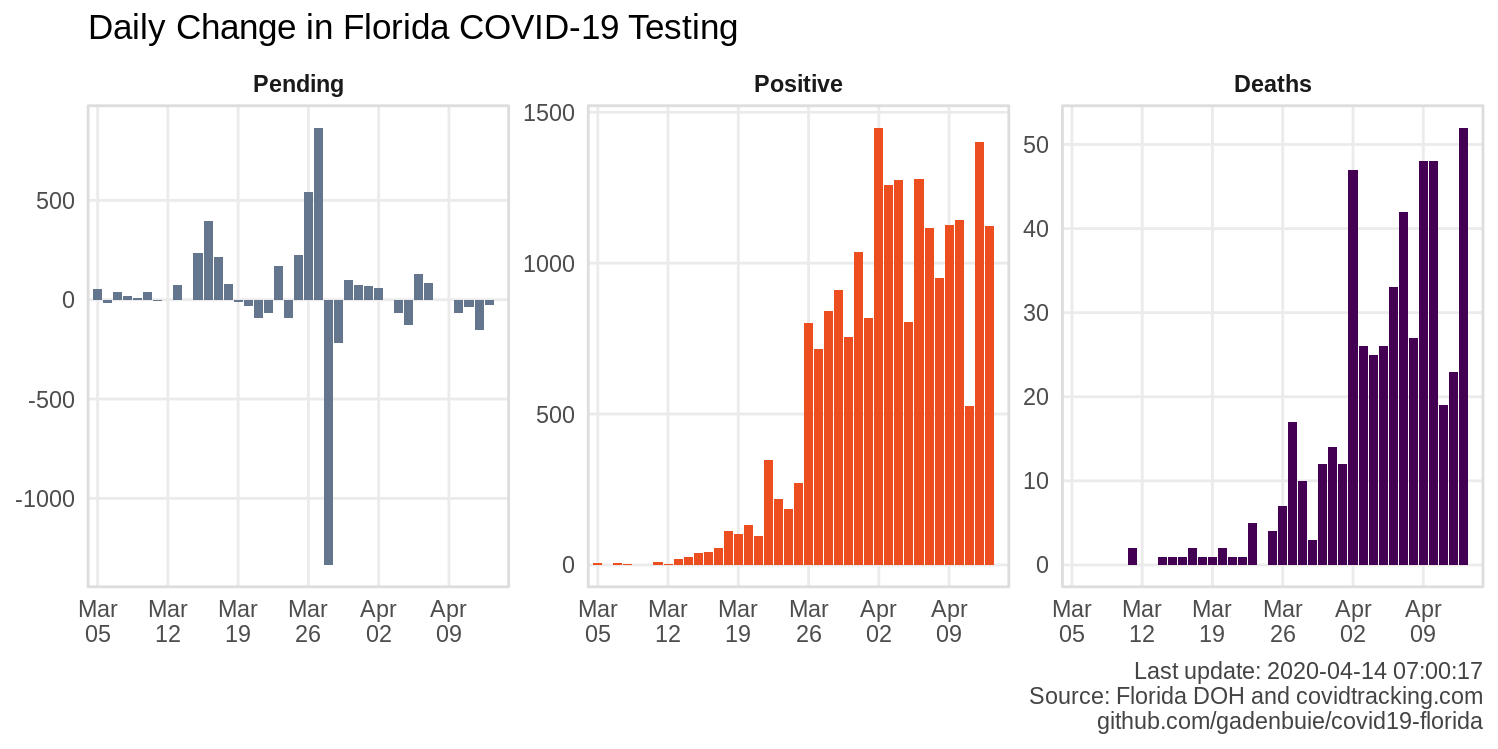 Daily Change in Florida COVID-19 Testing
Pending
Positive
Deaths
500
0
-500
-1000
1500
1000
500
0
50
40
30
20
10
0
Mar 05
Mar 12
Mar 19
Mar 26
Apr 02
Apr 09
Mar 05
Mar 12
Mar 19
Mar 26
Apr 02
Apr 09
Mar 05
Mar 12
Mar 19
Mar 26
Apr 02
Apr 09
Last update: 2020-04-14 07:00:17
Source: Florida DOH and covidtracking.com
github.com/gadenbuie/covid19-florida